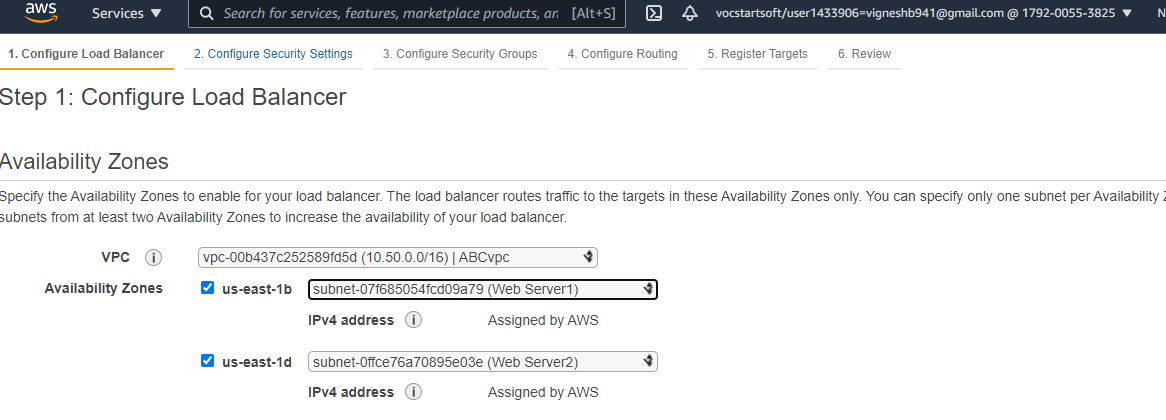 aws Services Search for services, features, marketplace products, an [Alt+S] vocstartsoft/user1433906=vigneshb941@gmail.com @ 1792-0055-3825 N
1. Configure Load Balancer 2. Configure Security Settings 3. Configure Security Groups 4. Configure Routing 5. Register Targets 6. Review
Step 1: Configure Load Balancer
Availability Zones
Specify the Availability Zones to enable for your load balancer. The load balancer routes traffic to the targets in these Availability Zones only. You can specify only one subnet per Availability Z
subnets from at least two Availability Zones to increase the availability of your load balancer.
VPC i vpc-00b437c252589fd5d (10.50.0.0/16) | ABCvpc
Availability Zones us-east-1b subnet-07f685054fcd09a79 (Web Server1)
IPv4 address i Assigned by AWS
us-east-1d subnet-0ffce76a70895e03e (Web Server2)
IPv4 address i Assigned by AWS